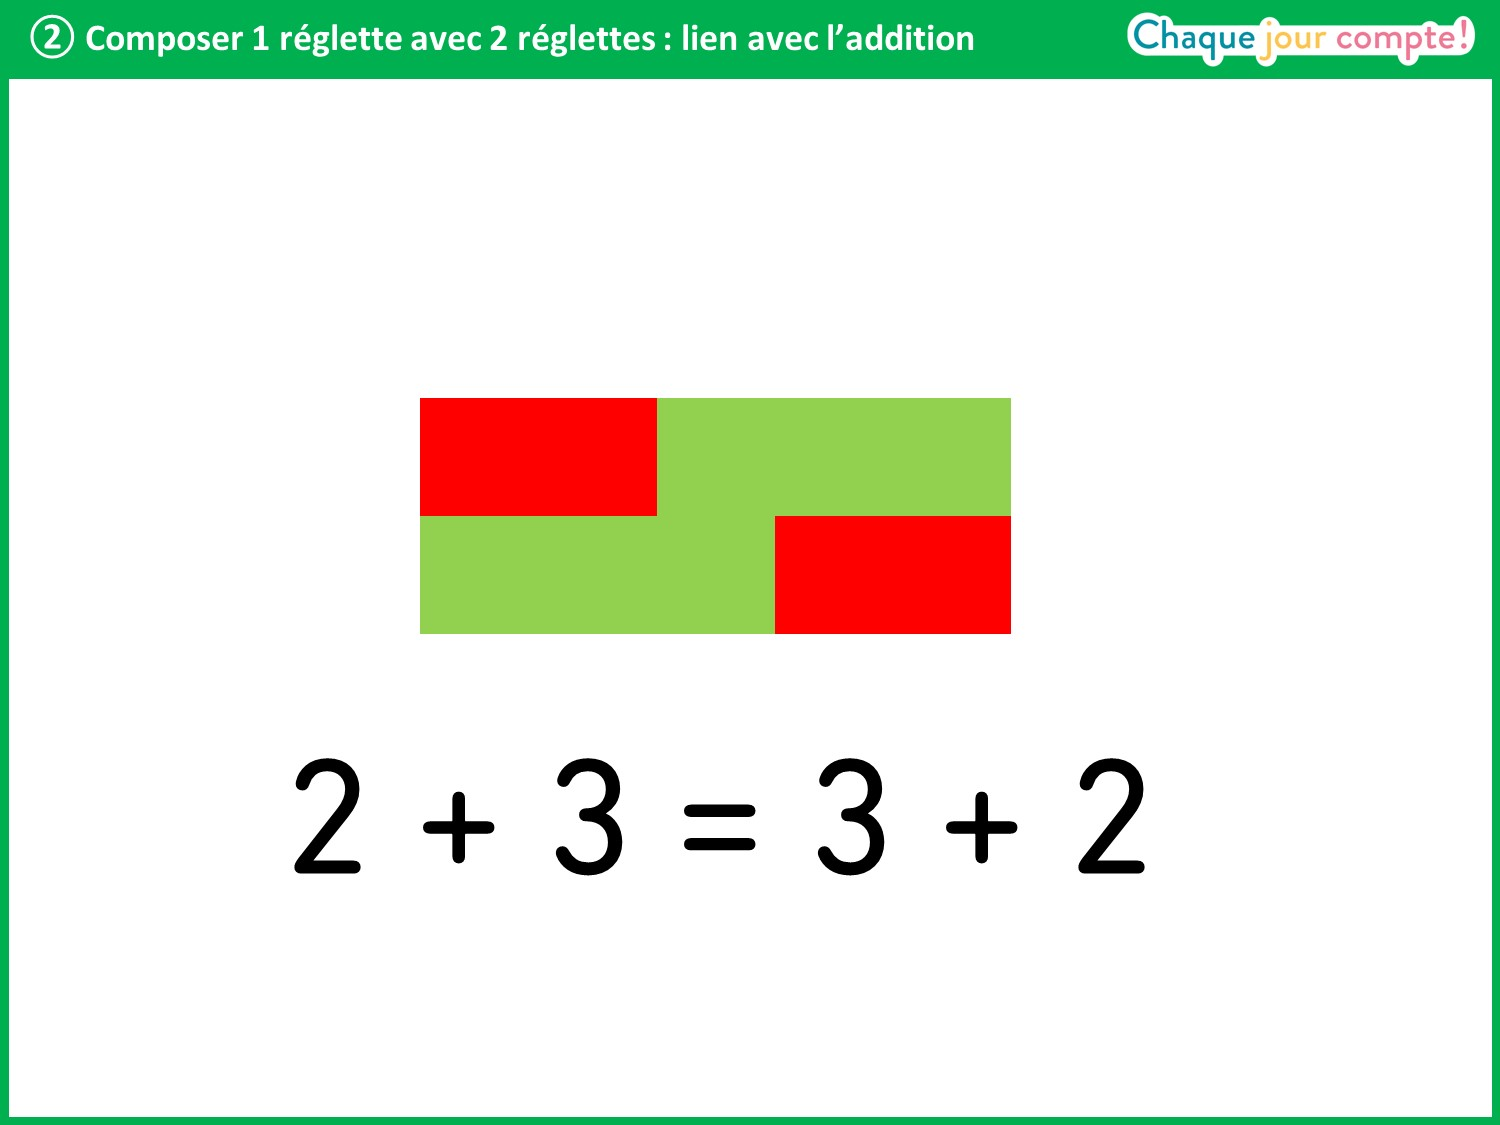 ② Composer 1 réglette avec 2 réglettes : lien avec l’addition
Chaque jour compte!
2 + 3 = 3 + 2